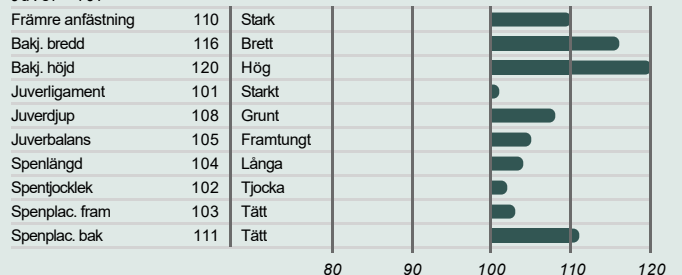 Främre anfästning 110 Stark
Bakj. bredd 116 Brett
Bakj. höjd 120 Hög
Juverligament 101 Starkt
Juverdjup 108 Grunt
Juverbalans 105 Framtungt
Spenlängd 104 Långa
Spentjocklek 102 Tjocka
Spenplac. fram 103 Tätt
Spenplac. bak 111 Tätt
80 90 100 110 120